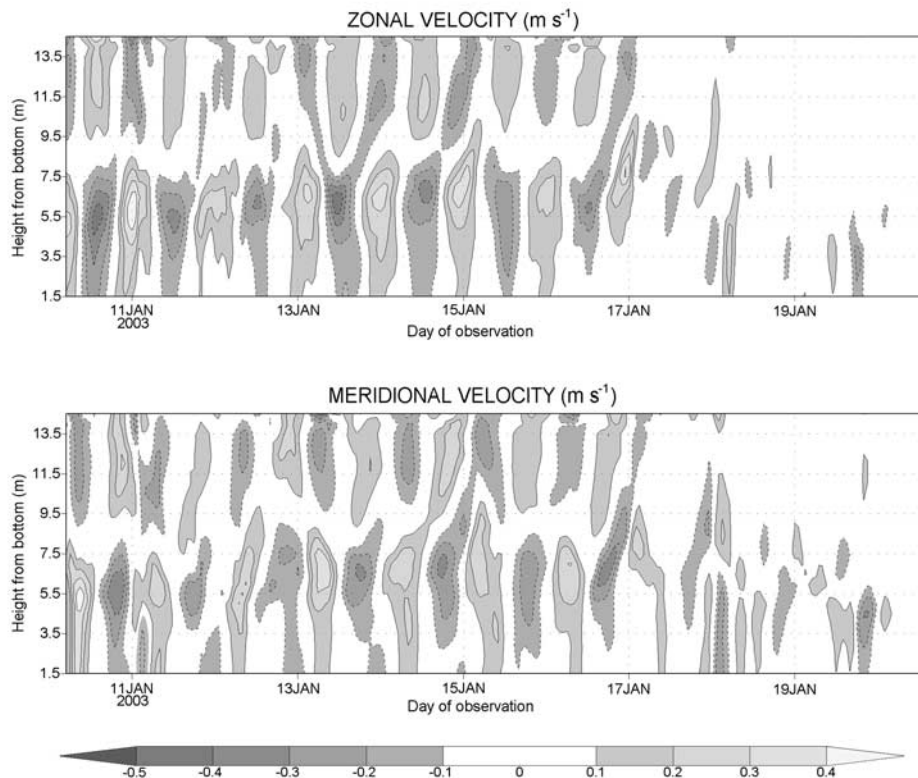 ZONAL VELOCITY (m s-1)
Height from bottom (m)
13.5
11.5
9.5
7.5
5.5
3.5
1.5
11JAN 13JAN 15JAN 17JAN 19JAN
2003
Day of observation
MERIDIONAL VELOCITY (m s-1)
Height from bottom (m)
13.5
11.5
9.5
7.5
5.5
3.5
1.5
11JAN 13JAN 15JAN 17JAN 19JAN
2003
Day of observation
-0.5 -0.4 -0.3 -0.2 -0.1 0 0.1 0.2 0.3 0.4